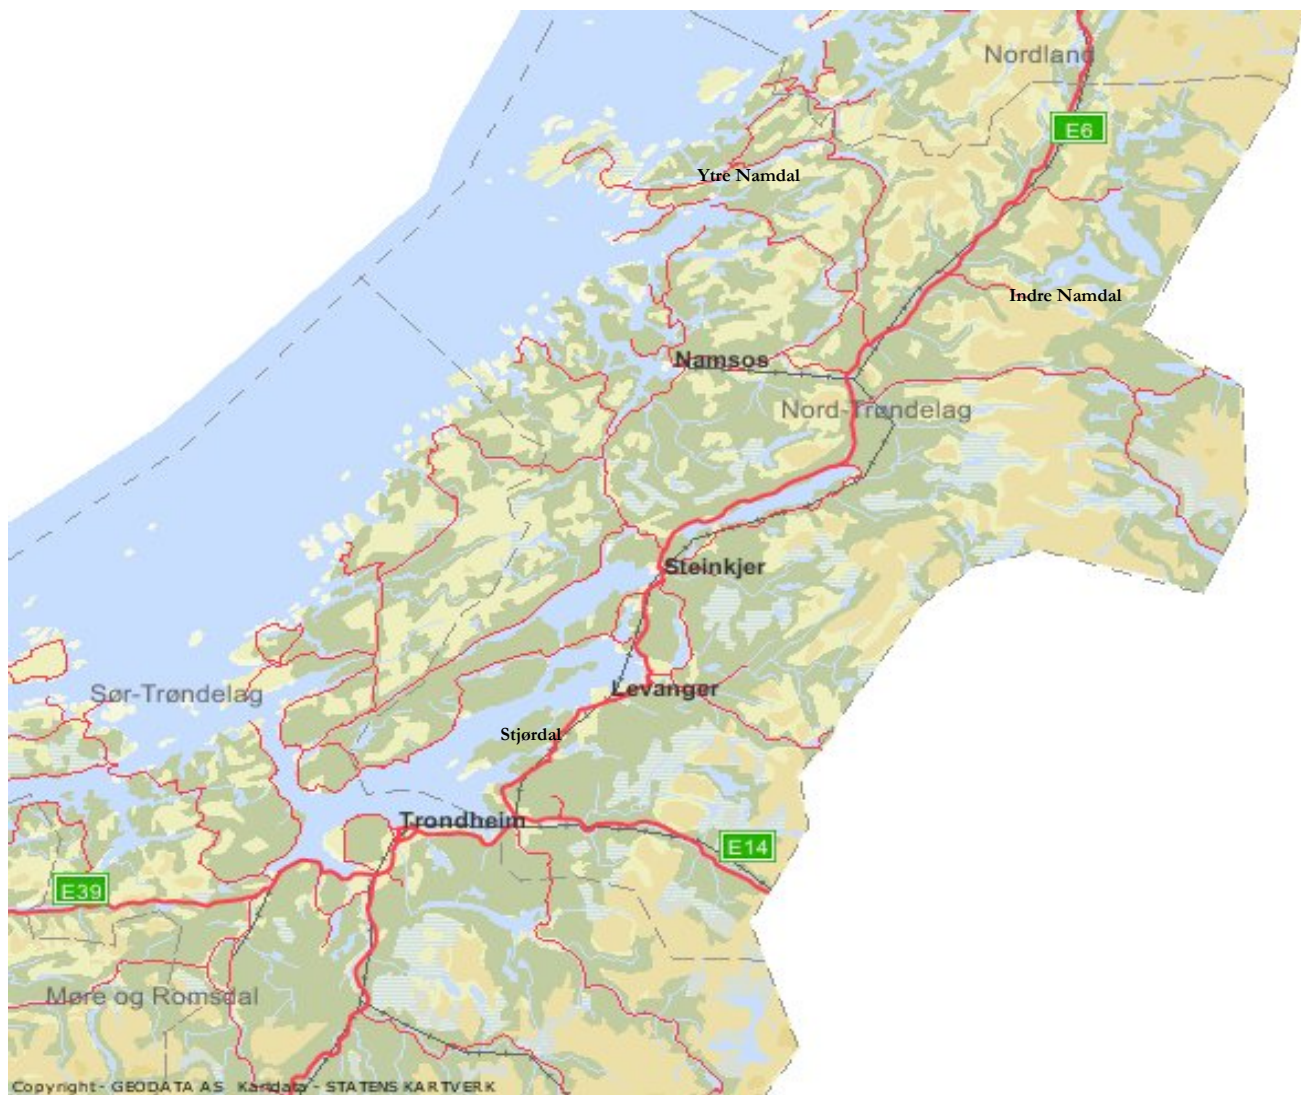 Nordland
E6
Ytre Namdal
Indre Namdal
Namsos
Nord-Trøndelag
Steinkjer
Levanger
Sør-Trøndelag
Stjørdal
Trondheim
E14
E39
Møre og Romsdal
Copyright - GEODATA AS Kartdata - STATENS KARTVERK